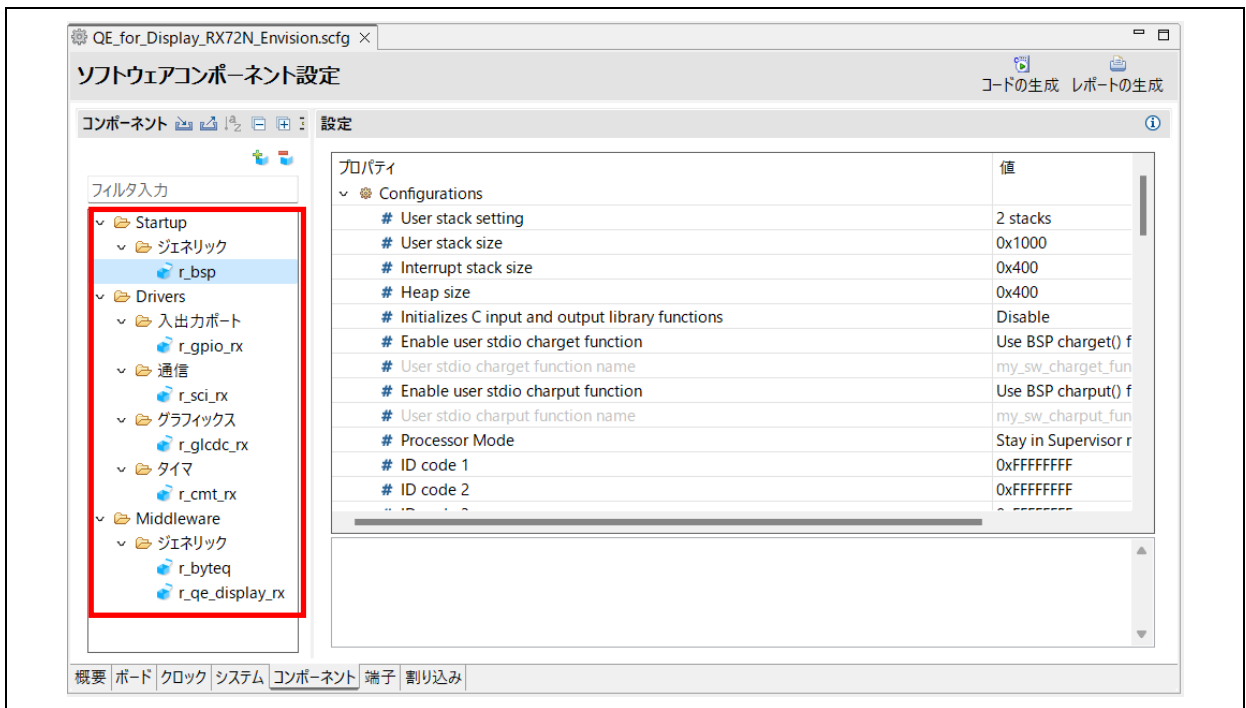 QE_for_Display_RX72N_Envision.scfg
ソフトウェアコンポーネント設定
コードの生成 レポートの生成
コンポーネント
設定
フィルタ入力
Startup
ジェネリック
r_bsp
Drivers
入出力ポート
r_gpio_rx
通信
r_sci_rx
グラフィックス
r_glcdc_rx
タイマ
r_cmt_rx
Middleware
ジェネリック
r_byteq
r_qe_display_rx
プロパティ 値
Configurations
# User stack setting 2 stacks
# User stack size 0x1000
# Interrupt stack size 0x400
# Heap size 0x400
# Initializes C input and output library functions Disable
# Enable user stdio charget function Use BSP charget() f
# User stdio charget function name my_sw_charget_fun
# Enable user stdio charput function Use BSP charput() f
# User stdio charput function name my_sw_charput_fun
# Processor Mode Stay in Supervisor r
# ID code 1 0xFFFFFFFF
# ID code 2 0xFFFFFFFF
概要 ボード クロック システム コンポーネント 端子 割り込み